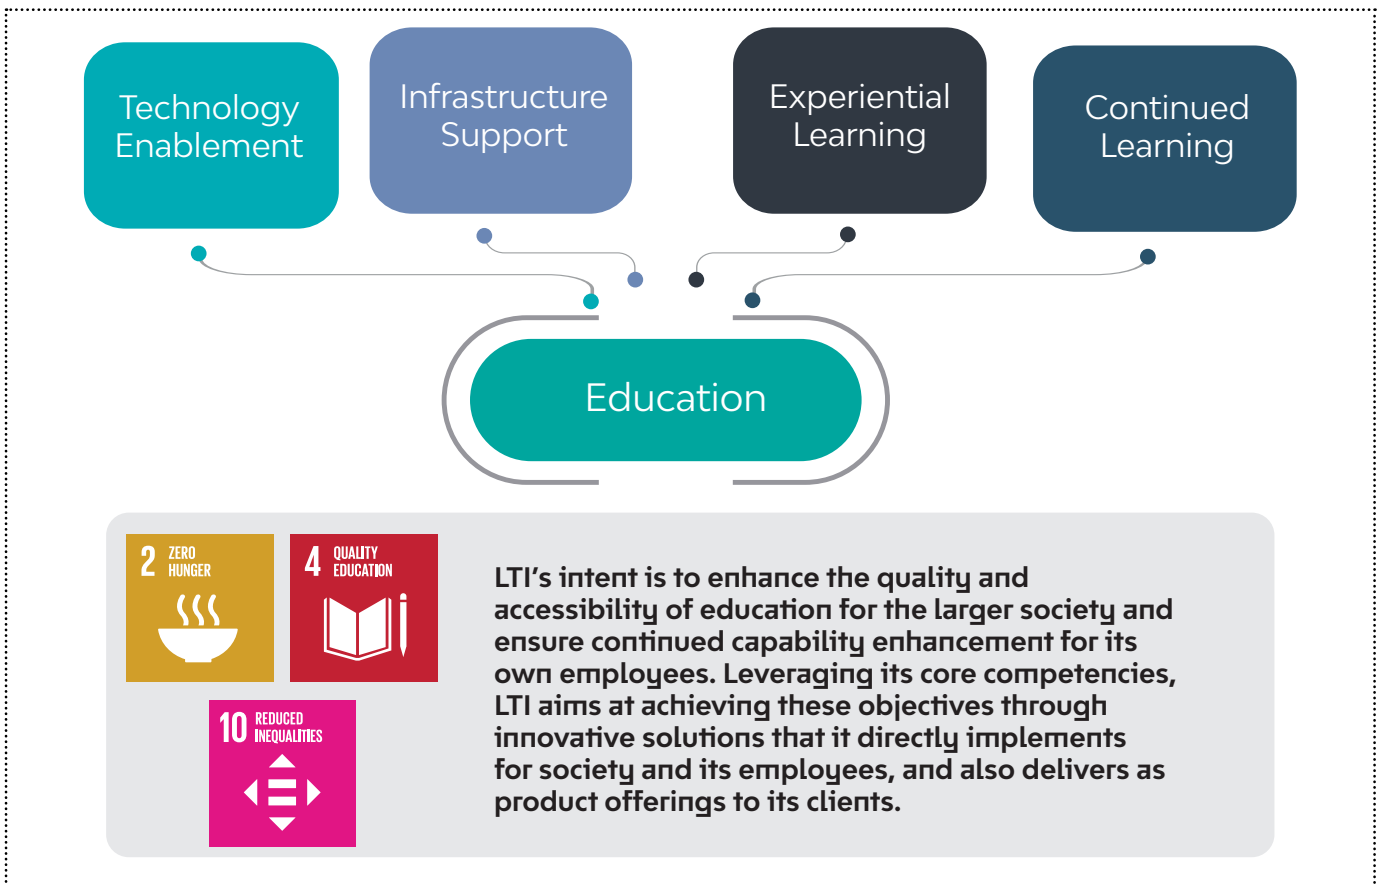 Technology
Enablement
Infrastructure
Support
Experiential
Learning
Continued
Learning
Education
2 ZERO
HUNGER
4 QUALITY
EDUCATION
10 REDUCED
INEQUALITIES
LTI's intent is to enhance the quality and
accessibility of education for the larger society and
ensure continued capability enhancement for its
own employees. Leveraging its core competencies,
LTI aims at achieving these objectives through
innovative solutions that it directly implements
for society and its employees, and also delivers as
product offerings to its clients.